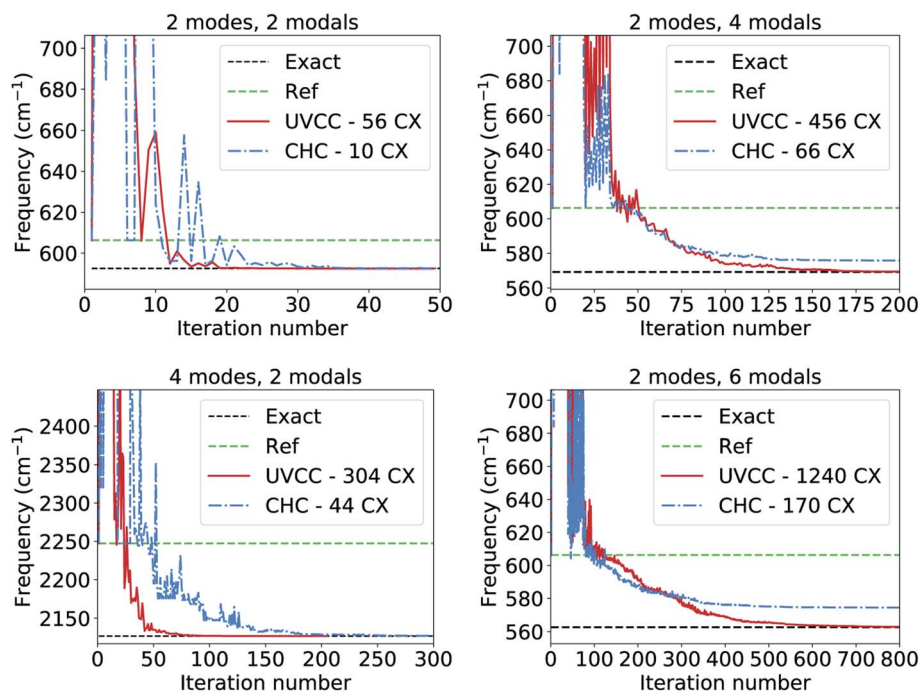 2 modes, 2 modals
700
680
660
640
620
600
Frequency (cm⁻¹)
0 10 20 30 40 50
Iteration number
Exact
Ref
UVCC - 56 CX
CHC - 10 CX
2 modes, 4 modals
700
680
660
640
620
600
580
560
Frequency (cm⁻¹)
0 25 50 75 100 125 150 175 200
Iteration number
Exact
Ref
UVCC - 456 CX
CHC - 66 CX
4 modes, 2 modals
2400
2350
2300
2250
2200
2150
Frequency (cm⁻¹)
0 50 100 150 200 250 300
Iteration number
Exact
Ref
UVCC - 304 CX
CHC - 44 CX
2 modes, 6 modals
700
680
660
640
620
600
580
560
Frequency (cm⁻¹)
0 100 200 300 400 500 600 700 800
Iteration number
Exact
Ref
UVCC - 1240 CX
CHC - 170 CX